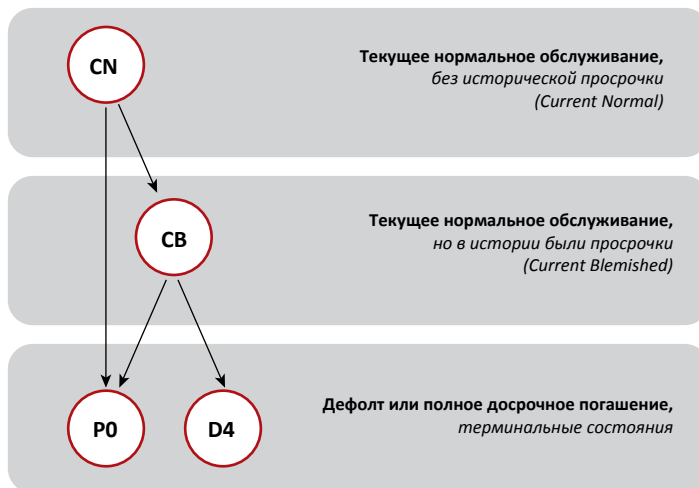 CN
Текущее нормальное обслуживание,
без исторической просрочки
(Current Normal)
CB
Текущее нормальное обслуживание,
но в истории были просрочки
(Current Blemished)
P0
D4
Дефолт или полное досрочное погашение,
терминальные состояния